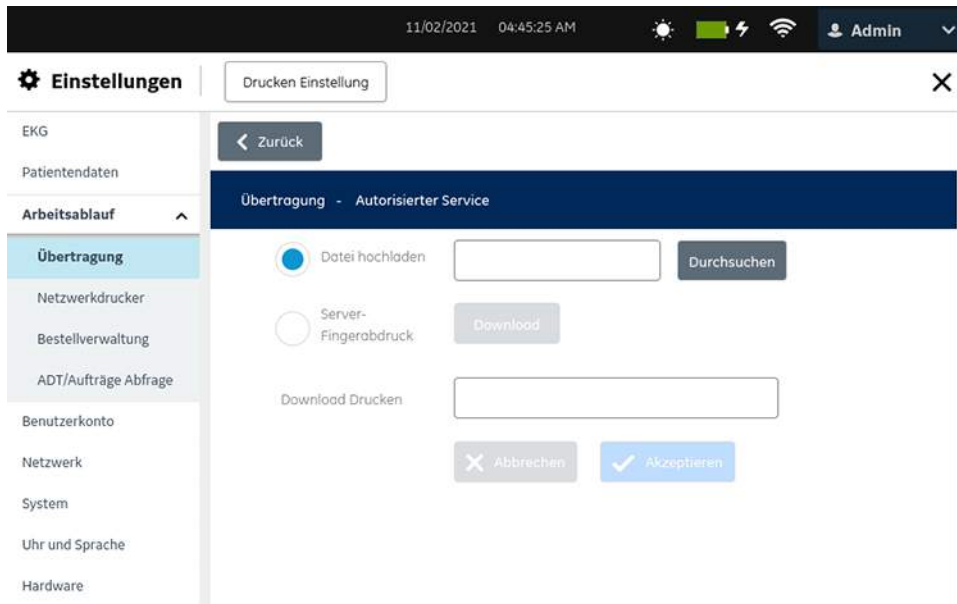 11/02/2021 04:45:25 AM Admin
Einstellungen Drucken Einstellung
EKG
Zurück
Patientendaten
Arbeitsablauf
Übertragung - Autorisierter Service
Übertragung
Datei hochladen Durchsuchen
Netzwerkdrucker
Server-
Fingerabdruck
Download
Bestellverwaltung
ADT/Aufträge Abfrage
Download Drucken
Benutzerkonto
Netzwerk
Abbrechen Akzeptieren
System
Uhr und Sprache
Hardware